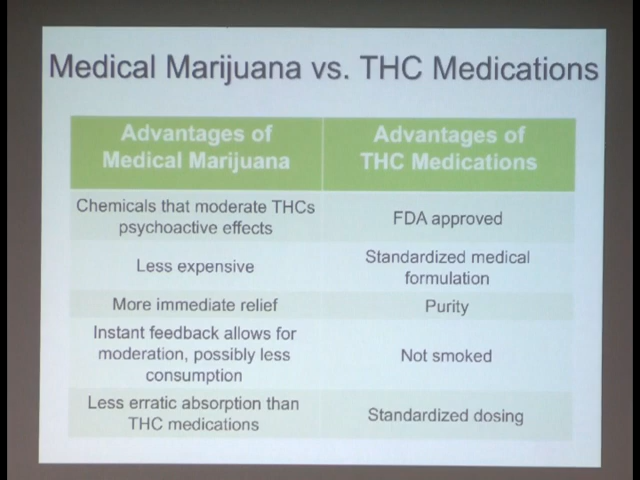 Medical Marijuana vs. THC Medications
Advantages of
Medical Marijuana
Advantages of
THC Medications
Chemicals that moderate THCs
psychoactive effects
FDA approved
Less expensive
Standardized medical
formulation
More immediate relief
Purity
Instant feedback allows for
moderation, possibly less
consumption
Not smoked
Less erratic absorption than
THC medications
Standardized dosing